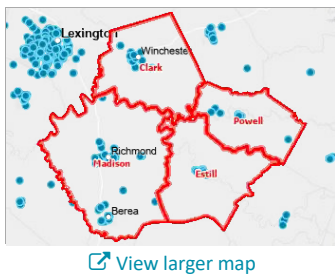 Lexington
Winchester
Clark
Powell
Richmond
Madison
Estill
Berea
View larger map